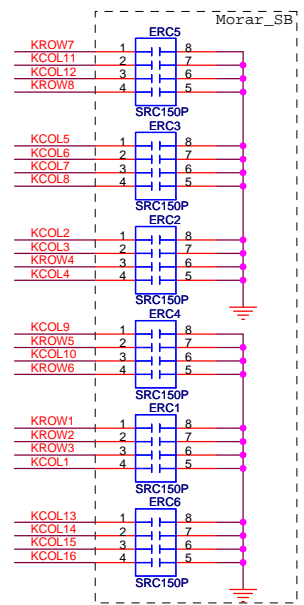 Morar_SB
ERC5
KROW7 1 8
KCOL11 2 7
KCOL12 3 6
KROW8 4 5
SRC150P
ERC3
KCOL5 1 8
KCOL6 2 7
KCOL7 3 6
KCOL8 4 5
SRC150P
ERC2
KCOL2 1 8
KCOL3 2 7
KROW4 3 6
KCOL4 4 5
SRC150P
ERC4
KCOL9 1 8
KROW5 2 7
KCOL10 3 6
KROW6 4 5
SRC150P
ERC1
KROW1 1 8
KROW2 2 7
KROW3 3 6
KCOL1 4 5
SRC150P
ERC6
KCOL13 1 8
KCOL14 2 7
KCOL15 3 6
KCOL16 4 5
SRC150P